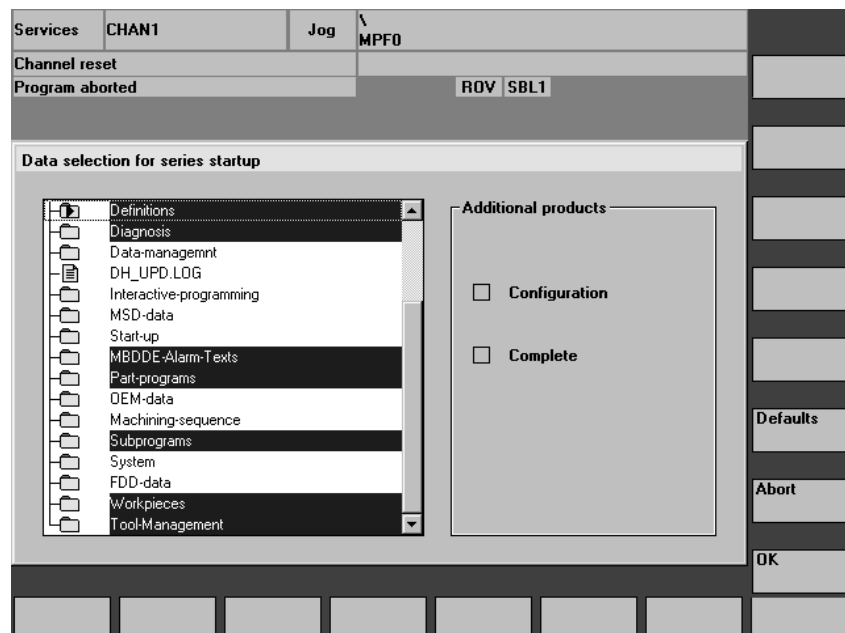 Services CHAN1 Jog \
MPF0
Channel reset
Program aborted ROV SBL1
Data selection for series startup
Definitions
Diagnosis
Data-managemnt
DH_UPD.LOG
Interactive-programming
MSD-data
Start-up
MBDDE-Alarm-Texts
Part-programs
OEM-data
Machining-sequence
Subprograms
System
FDD-data
Workpieces
Tool-Management
Additional products
Configuration
Complete
Defaults
Abort
OK